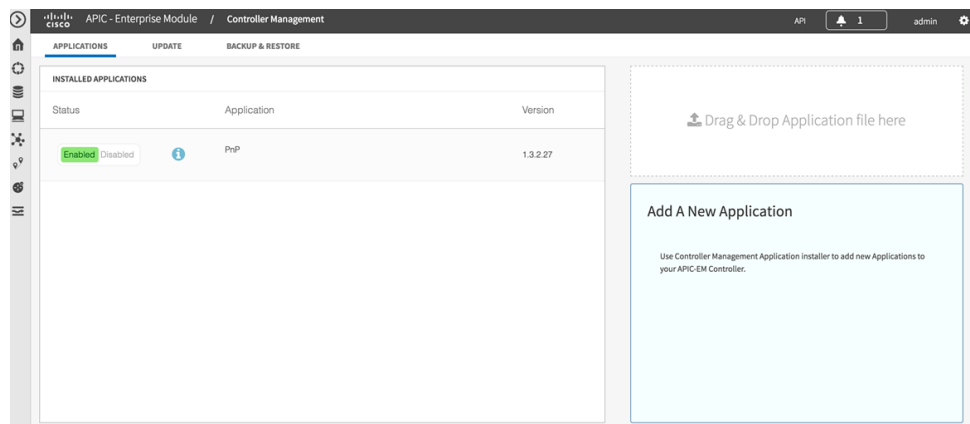 CISCO APIC - Enterprise Module / Controller Management API 1 admin
APPLICATIONS UPDATE BACKUP & RESTORE
INSTALLED APPLICATIONS
Status Application Version
Enabled Disabled i PnP 1.3.2.27
Drag & Drop Application file here
Add A New Application
Use Controller Management Application installer to add new Applications to
your APIC-EM Controller.